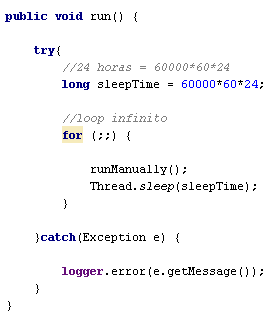 public void run() {
try{
//24 horas = 60000*60*24
long sleepTime = 60000*60*24;
//loop infinito
for (;;) {
runManually();
Thread.sleep(sleepTime);
}
}catch(Exception e) {
logger.error(e.getMessage());
}
}